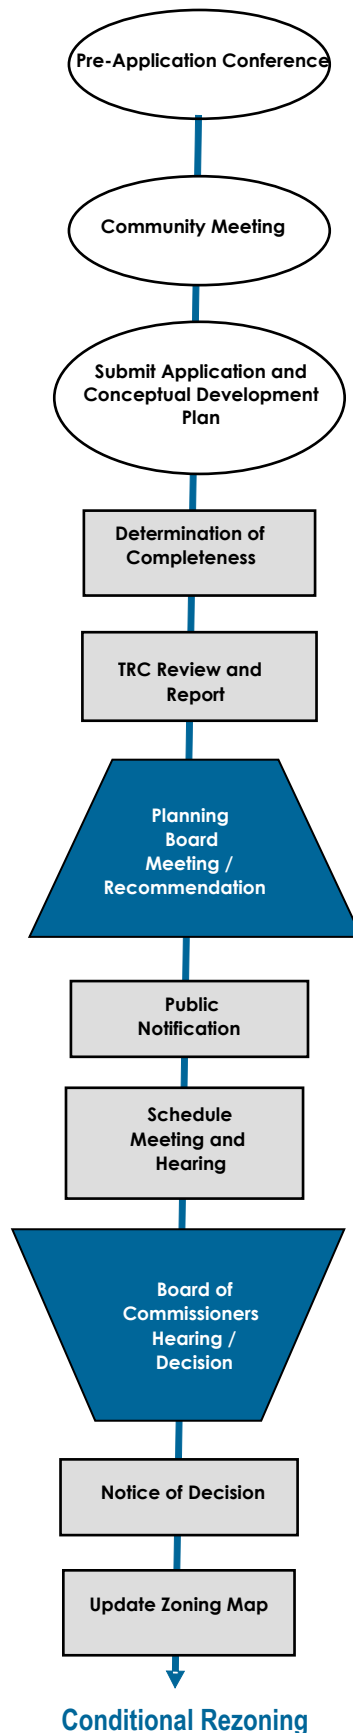 Pre-Application Conference
Community Meeting
Submit Application and
Conceptual Development
Plan
Determination of
Completeness
TRC Review and
Report
Planning
Board
Meeting /
Recommendation
Public
Notification
Schedule
Meeting and
Hearing
Board of
Commissioners
Hearing /
Decision
Notice of Decision
Update Zoning Map
Conditional Rezoning